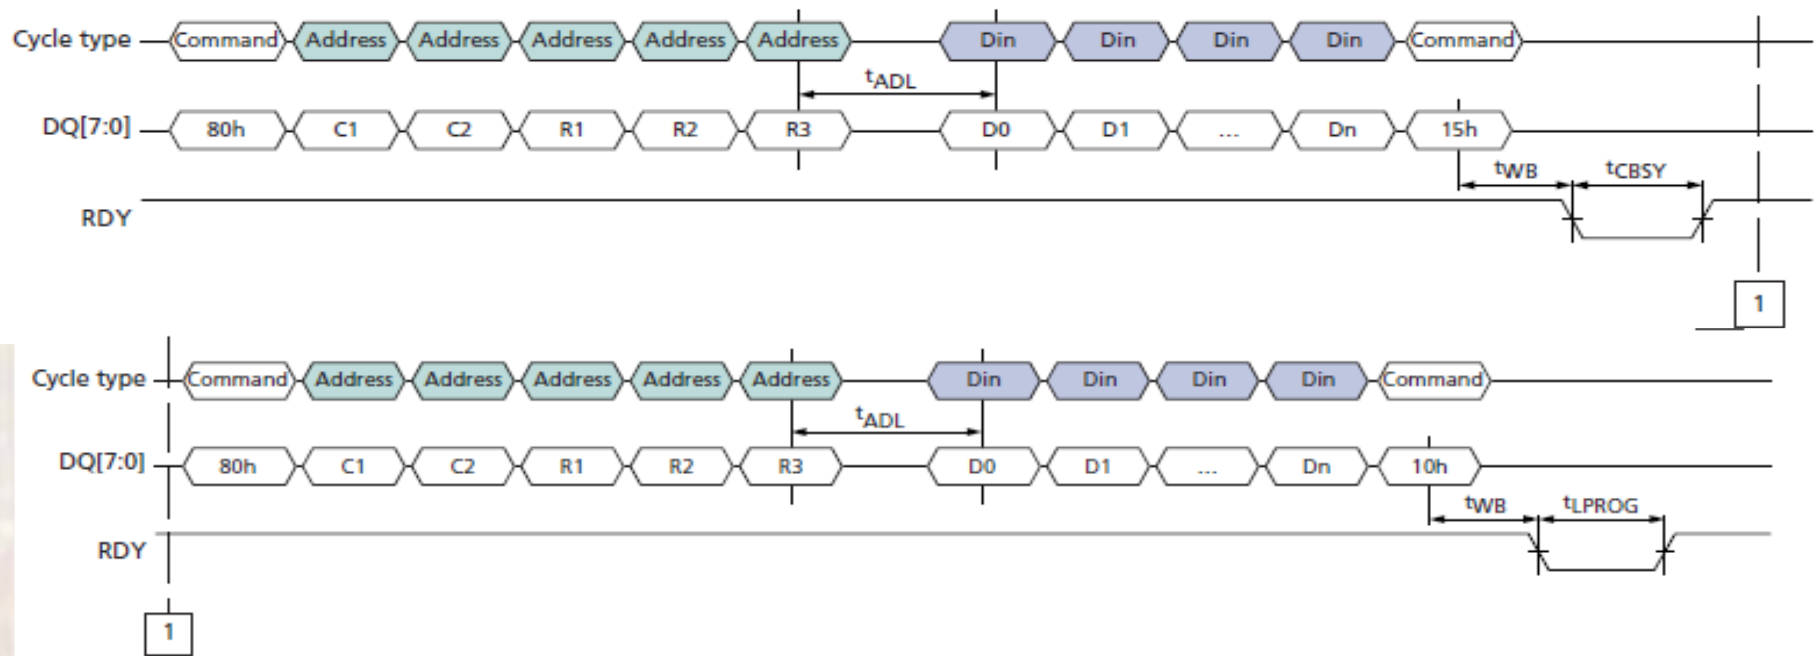 Cycle type Command Address Address Address Address Address Din Din Din Din Command
tADL
DQ[7:0] 80h C1 C2 R1 R2 R3 D0 D1 ... Dn 15h
tWB tCBSY
RDY
1
Cycle type Command Address Address Address Address Address Din Din Din Din Command
tADL
DQ[7:0] 80h C1 C2 R1 R2 R3 D0 D1 ... Dn 10h
tWB tLPROG
RDY
1